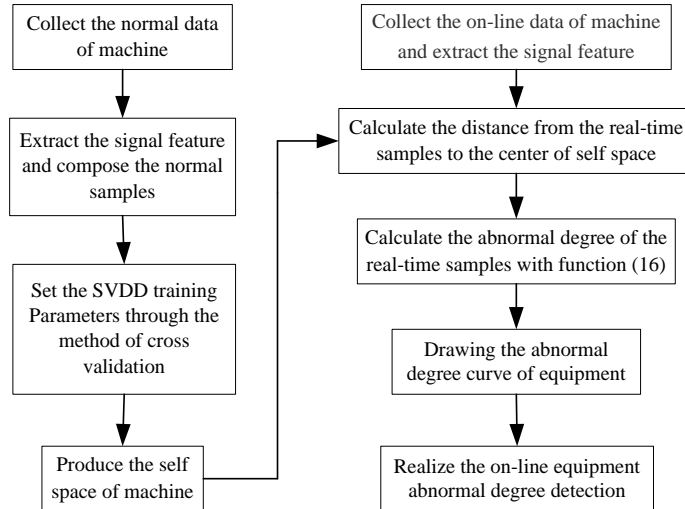 Collect the normal data
of machine
Extract the signal feature
and compose the normal
samples
Set the SVDD training
Parameters through the
method of cross
validation
Produce the self
space of machine
Collect the on-line data of machine
and extract the signal feature
Calculate the distance from the real-time
samples to the center of self space
Calculate the abnormal degree of the
real-time samples with function (16)
Drawing the abnormal
degree curve of equipment
Realize the on-line equipment
abnormal degree detection